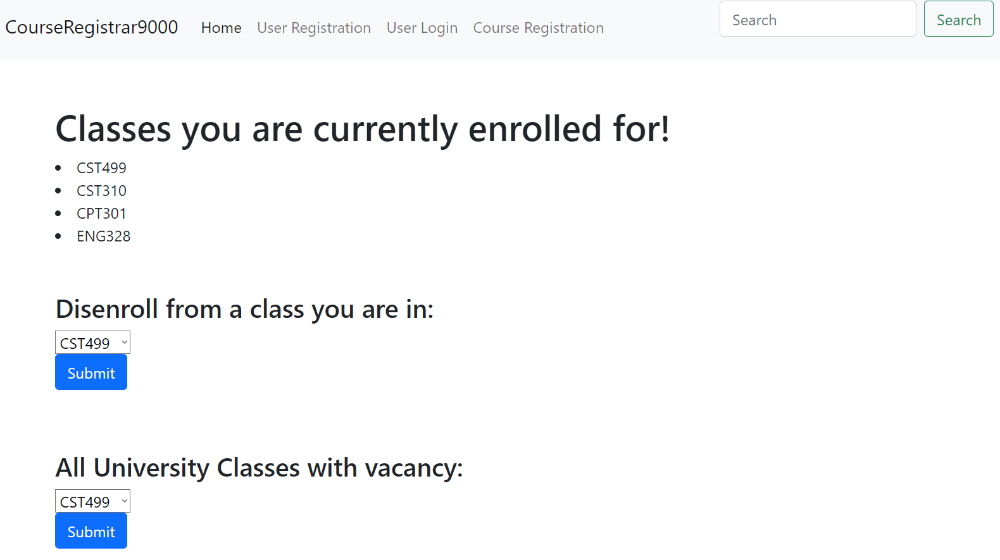 CourseRegistrar9000 Home User Registration User Login Course Registration Search Search
Classes you are currently enrolled for!
CST499
CST310
CPT301
ENG328
Disenroll from a class you are in:
CST499
Submit
All University Classes with vacancy:
CST499
Submit